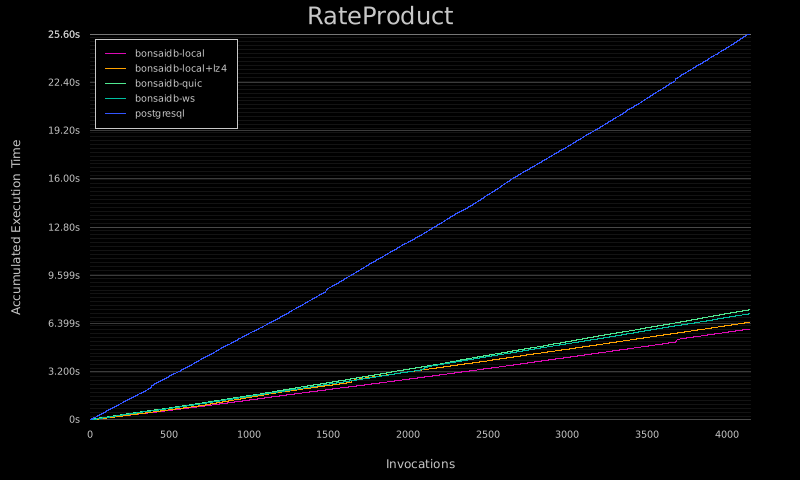 RateProduct
25.60s
22.40s
19.20s
16.00s
12.80s
9.599s
6.399s
3.200s
0s
Accumulated Execution Time
bonsaidb-local
bonsaidb-local+lz4
bonsaidb-quic
bonsaidb-ws
postgresql
0 500 1000 1500 2000 2500 3000 3500 4000
Invocations